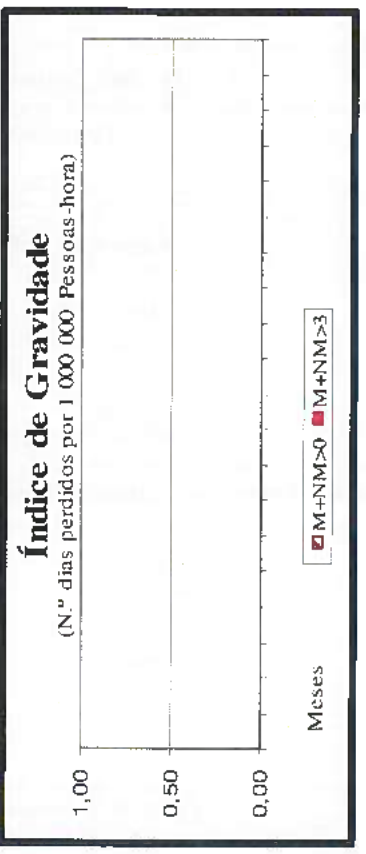 Índice de Gravidade
(N.º dias perdidos por 1 000 000 Pessoas-hora)
1,00
0,50
0,00
Meses
M+NM>0 M+NM>3